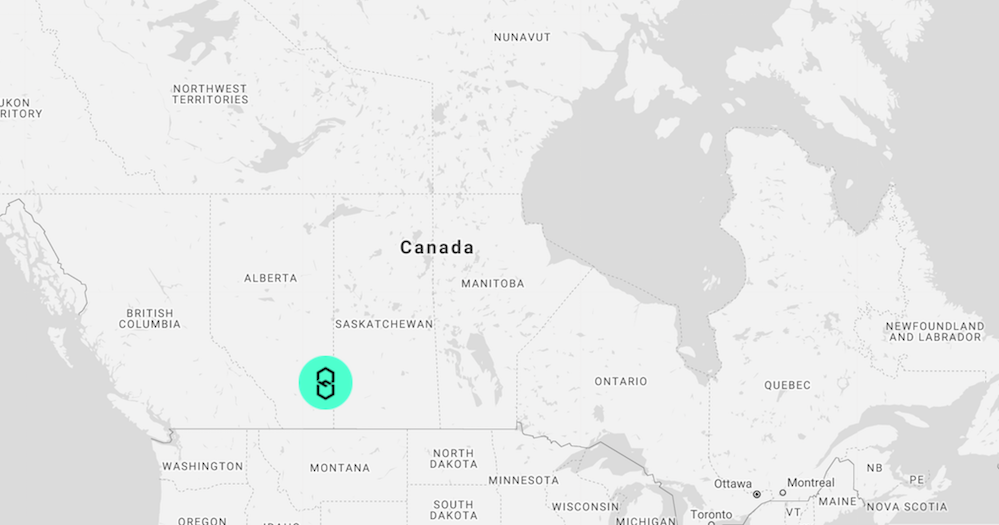 NUNAVUT
NORTHWEST
TERRITORIES
UKON
RITORY
Canada
ALBERTA
MANITOBA
BRITISH
COLUMBIA
SASKATCHEWAN
NEWFOUNDLAND
AND LABRADOR
ONTARIO
QUEBEC
WASHINGTON
MONTANA
NORTH
DAKOTA
MINNESOTA
NB
PE
Ottawa
Montreal
MAINE
NOVA SCOTIA
OREGON
IDAHO
SOUTH
DAKOTA
WISCONSIN
MICHIGAN
Toronto
VT